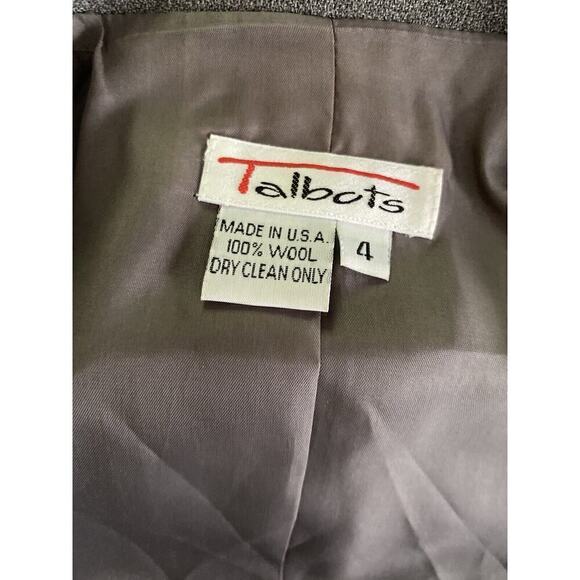 Talbots
MADE IN U.S.A.
100% WOOL
DRY CLEAN ONLY
4